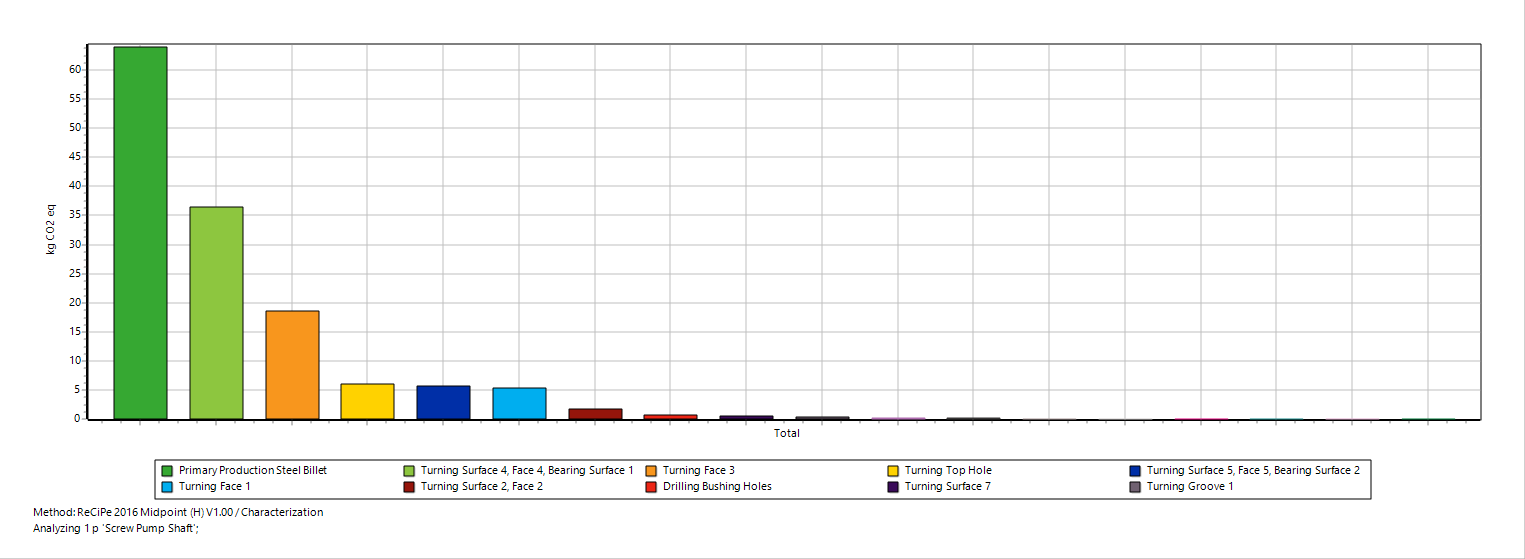 60
55
50
45
40
35
30
25
20
15
10
5
0
kg CO2 eq
Total
Primary Production Steel Billet Turning Surface 4, Face 4, Bearing Surface 1 Turning Face 3 Turning Top Hole Turning Surface 5, Face 5, Bearing Surface 2
Turning Face 1 Turning Surface 2, Face 2 Drilling Bushing Holes Turning Surface 7 Turning Groove 1
Method: ReCiPe 2016 Midpoint (H) V1.00 / Characterization
Analyzing 1 p 'Screw Pump Shaft';